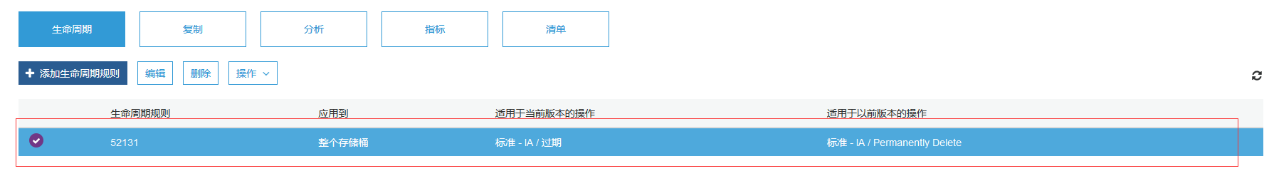 生命周期 复制 分析 指标 清单
添加生命周期规则 编辑 删除 操作
生命周期规则 应用到 适用于当前版本的操作 适用于以前版本的操作
52131 整个存储桶 标准 - IA / 过期 标准 - IA / Permanently Delete